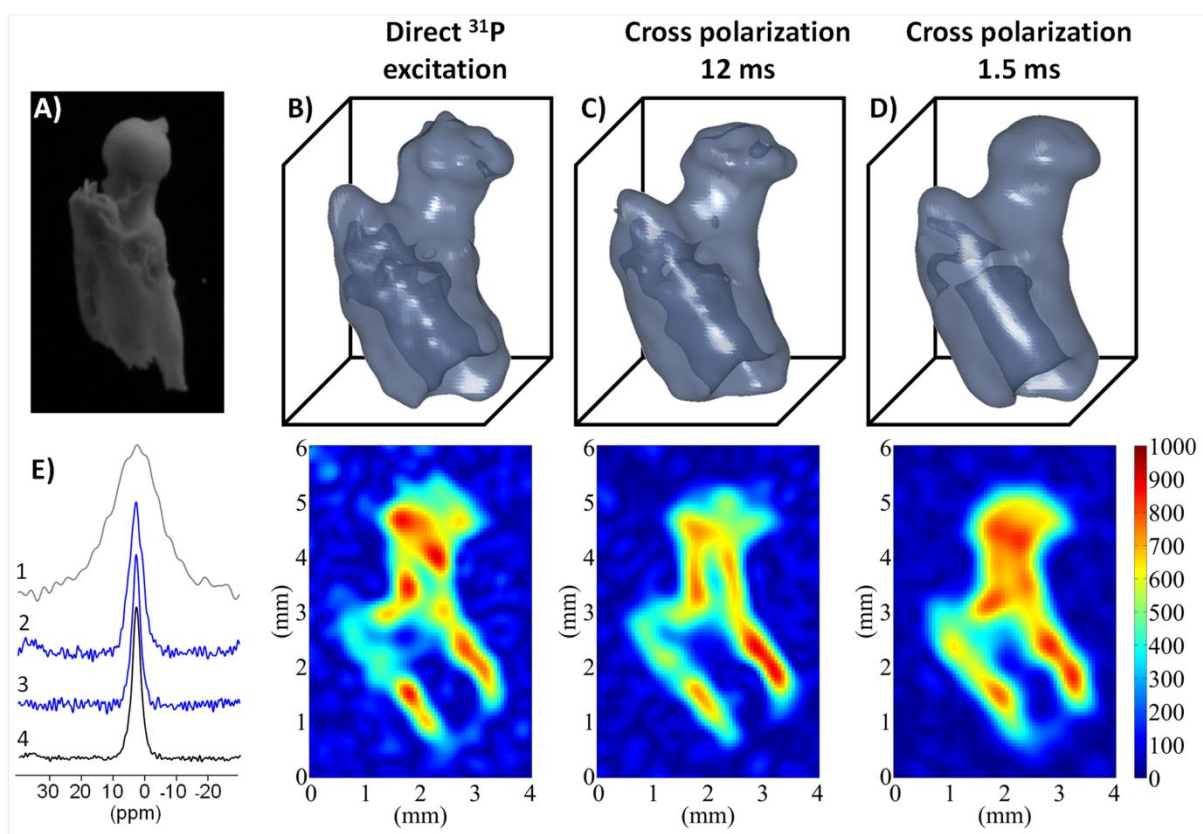 Direct ³¹P
excitation
Cross polarization
12 ms
Cross polarization
1.5 ms
A)
B)
C)
D)
E)
1
2
3
4
30 20 10 0 -10 -20
(ppm)
6
5
4
3
2
1
0
(mm)
0 1 2 3 4
(mm)
6
5
4
3
2
1
0
(mm)
0 1 2 3 4
(mm)
6
5
4
3
2
1
0
(mm)
0 1 2 3 4
(mm)
1000
900
800
700
600
500
400
300
200
100
0